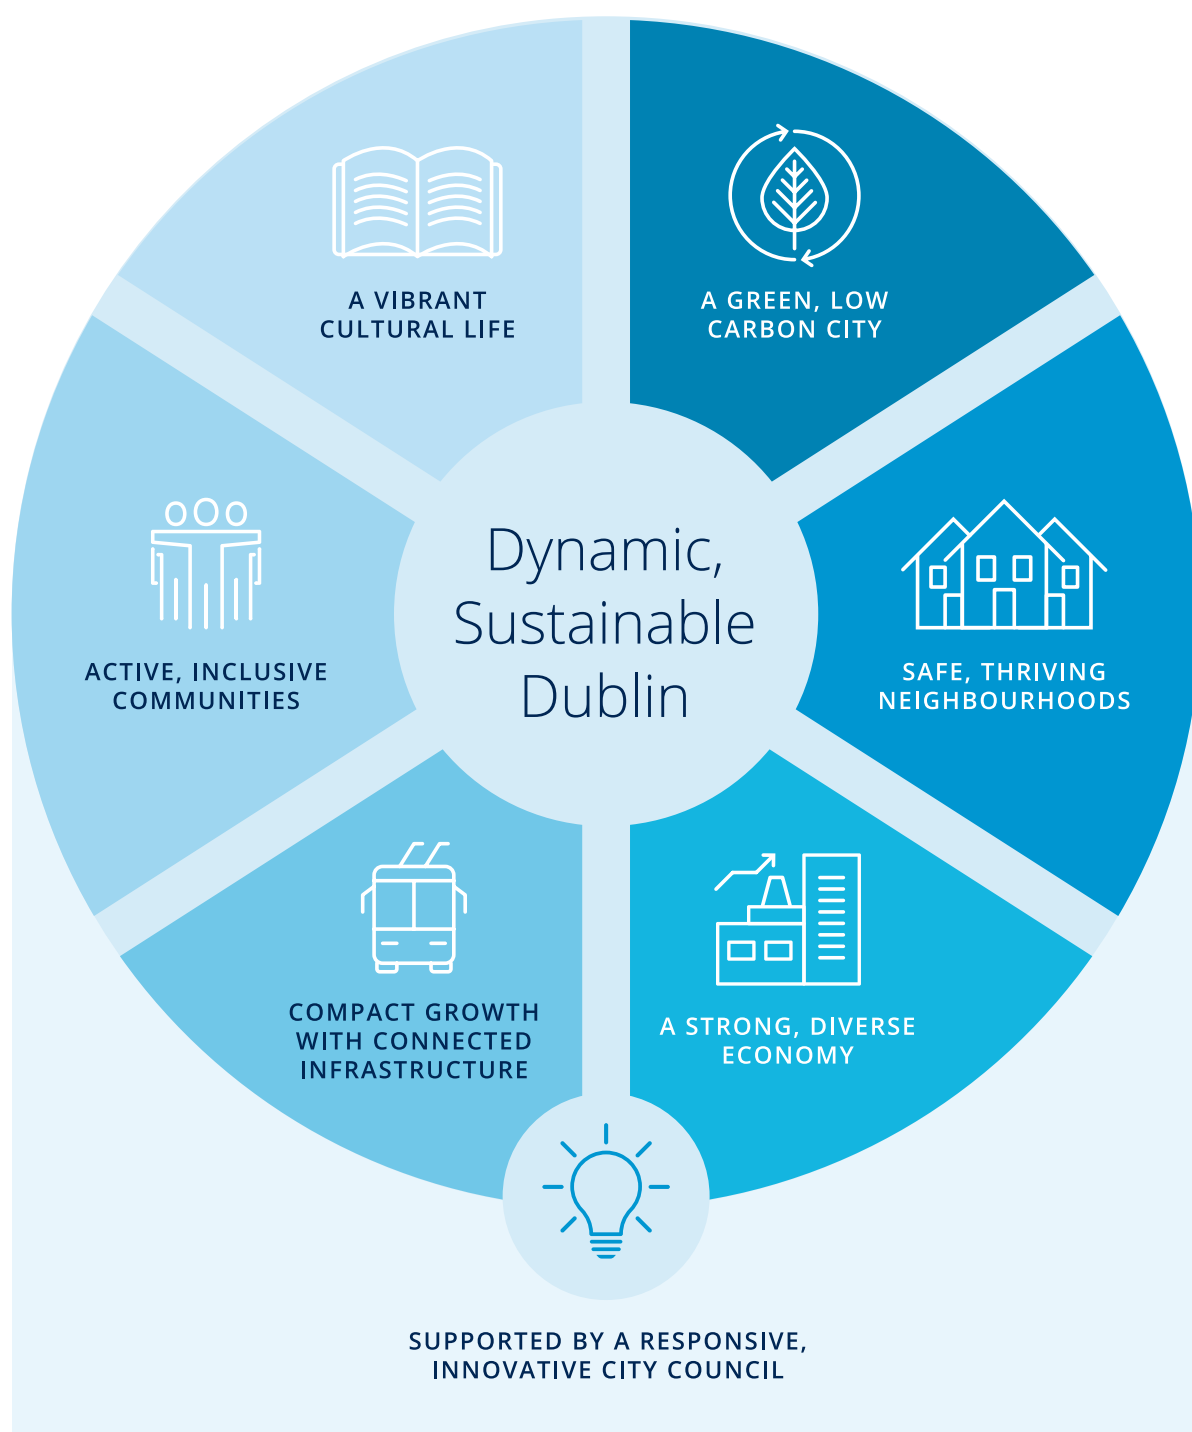 A VIBRANT
CULTURAL LIFE
A GREEN, LOW
CARBON CITY
Dynamic,
Sustainable
Dublin
ACTIVE, INCLUSIVE
COMMUNITIES
SAFE, THRIVING
NEIGHBOURHOODS
COMPACT GROWTH
WITH CONNECTED
INFRASTRUCTURE
A STRONG, DIVERSE
ECONOMY
SUPPORTED BY A RESPONSIVE,
INNOVATIVE CITY COUNCIL